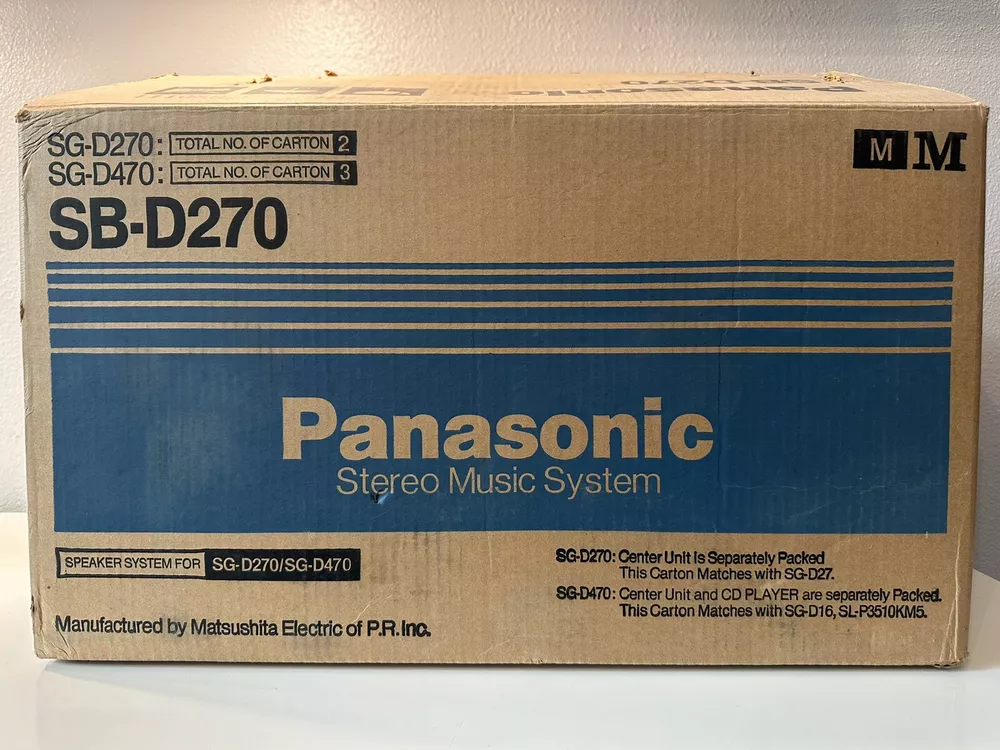 Panasonic SB-D270
SG-D270: TOTAL NO. OF CARTON 2
SG-D470: TOTAL NO. OF CARTON 3
M M
SB-D270
Panasonic
Stereo Music System
SPEAKER SYSTEM FOR SG-D270/SG-D470
SG-D270: Center Unit is Separately Packed
This Carton Matches with SG-D27.
SG-D470: Center Unit and CD PLAYER are separately Packed.
This Carton Matches with SG-D16, SL-P3510KM5.
Manufactured by Matsushita Electric of P.R. Inc.